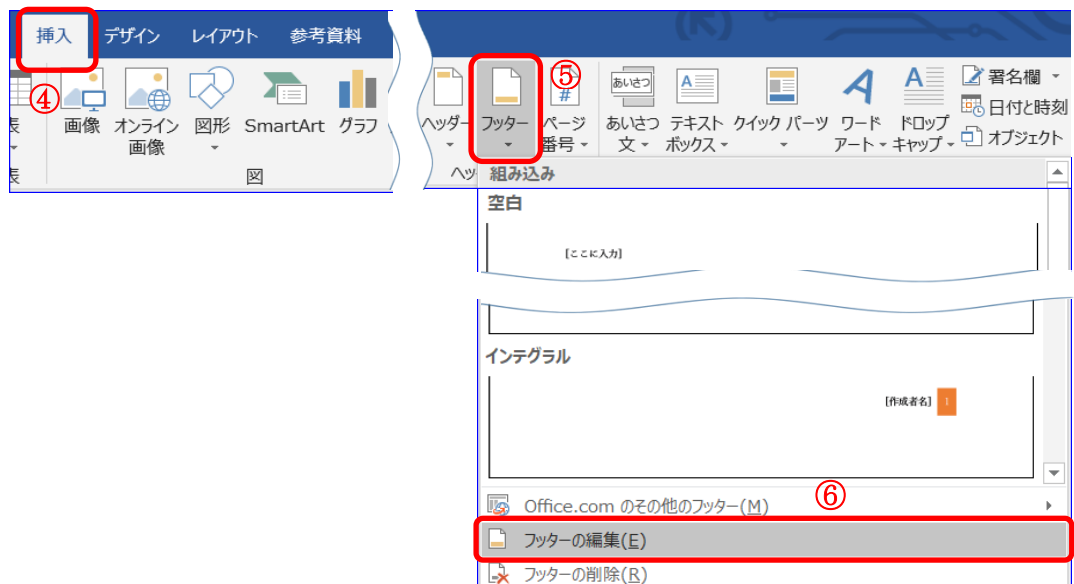 挿入 デザイン レイアウト 参考資料
④ ⑤
画像 オンライン 図形 SmartArt グラフ ヘッダー フッター ページ あいさつ テキスト クイック パーツ ワード ドロップ 署名欄
画像 番号 文 ボックス アート キャップ 日付と時刻
オブジェクト
図
組み込み
空白
[ここに入力]
インテグラル
[作成者名] 1
⑥
Office.com のその他のフッター(M)
フッターの編集(E)
フッターの削除(R)